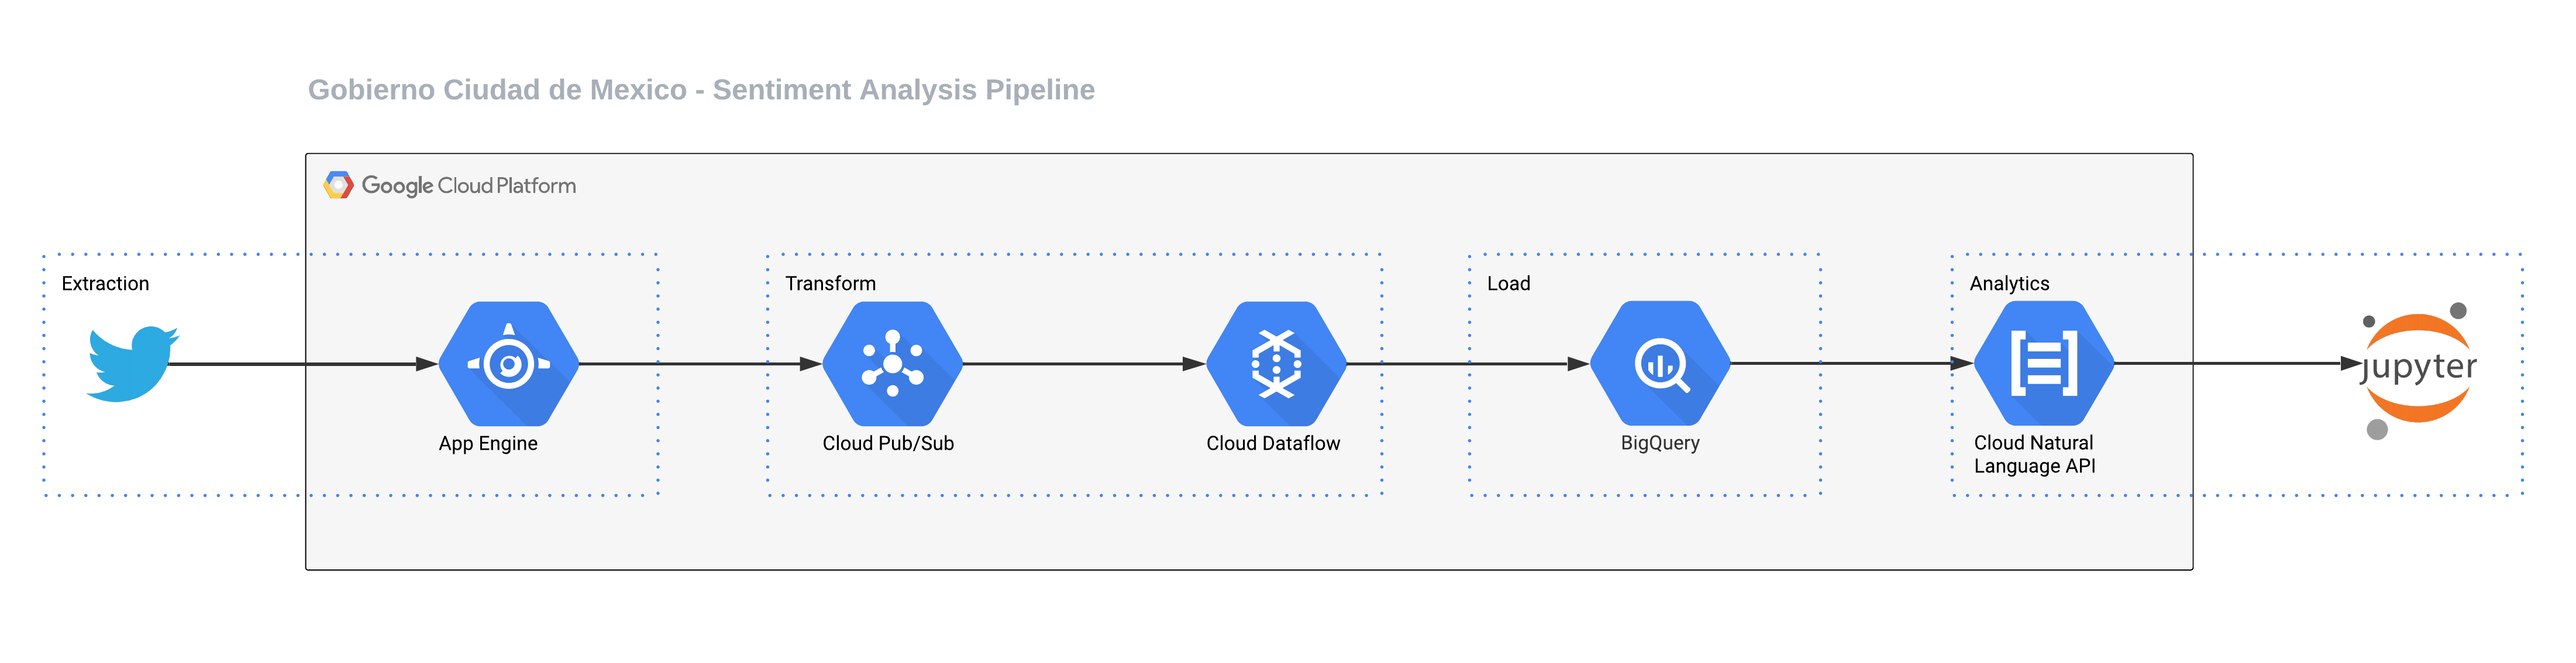 Gobierno Ciudad de Mexico - Sentiment Analysis Pipeline
Google Cloud Platform
Extraction
Transform
Load
Analytics
App Engine
Cloud Pub/Sub
Cloud Dataflow
BigQuery
Cloud Natural
Language API
jupyter